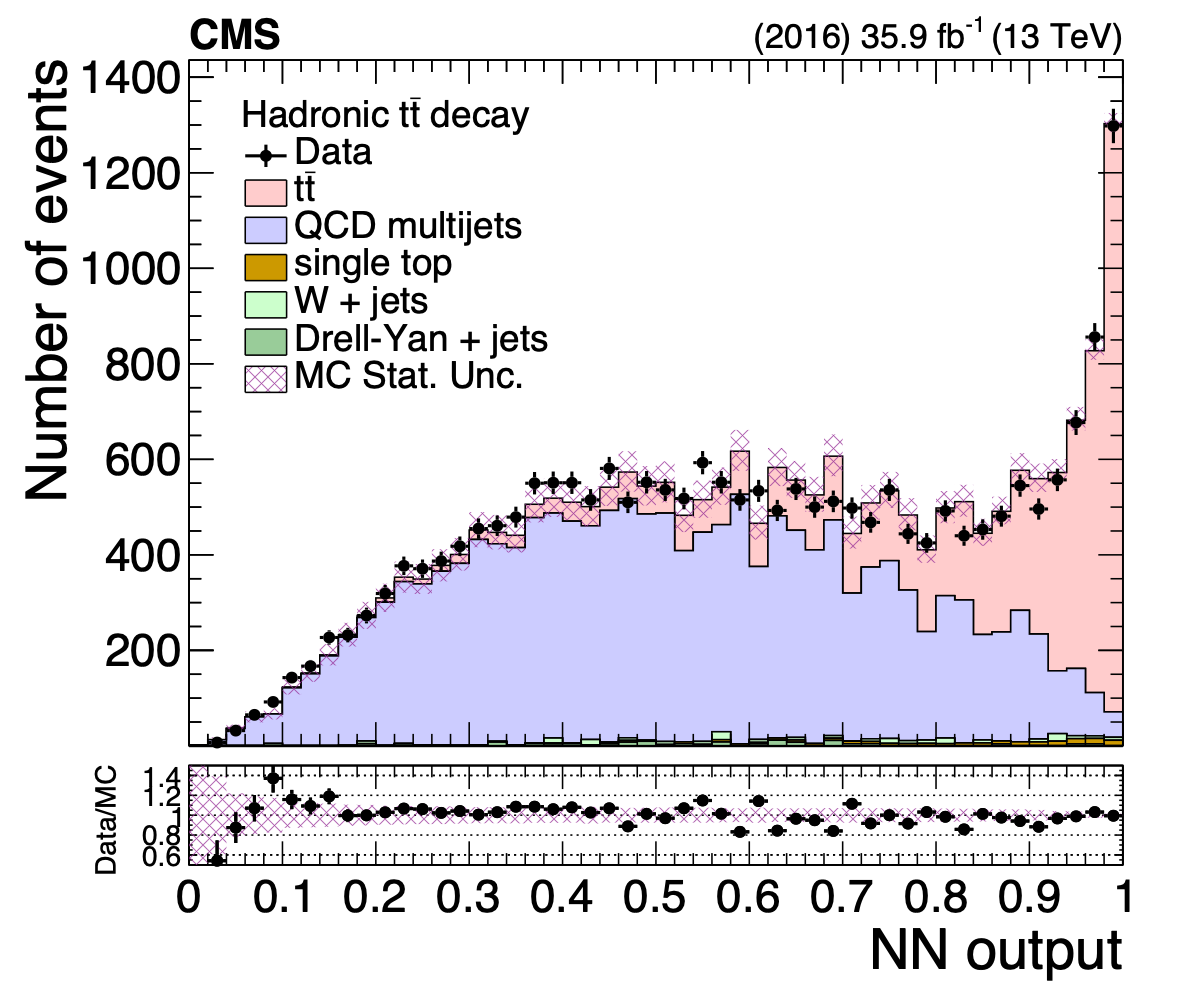 CMS (2016) 35.9 fb⁻¹ (13 TeV)
Number of events
1400
1200
1000
800
600
400
200
Hadronic tt̄ decay
Data
tt̄
QCD multijets
single top
W + jets
Drell-Yan + jets
MC Stat. Unc.
Data/MC
1.4
1.2
1
0.8
0.6
0 0.1 0.2 0.3 0.4 0.5 0.6 0.7 0.8 0.9 1
NN output